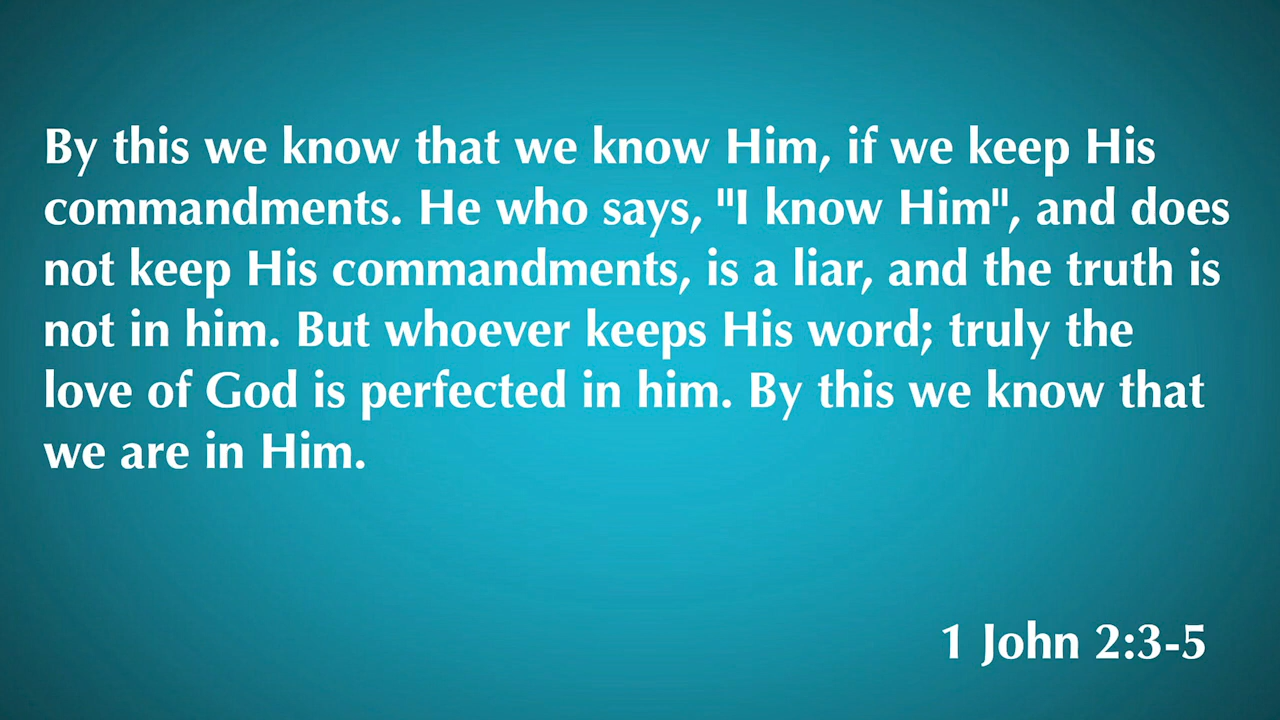 By this we know that we know Him, if we keep His
commandments. He who says, "I know Him", and does
not keep His commandments, is a liar, and the truth is
not in him. But whoever keeps His word; truly the
love of God is perfected in him. By this we know that
we are in Him.
1 John 2:3-5